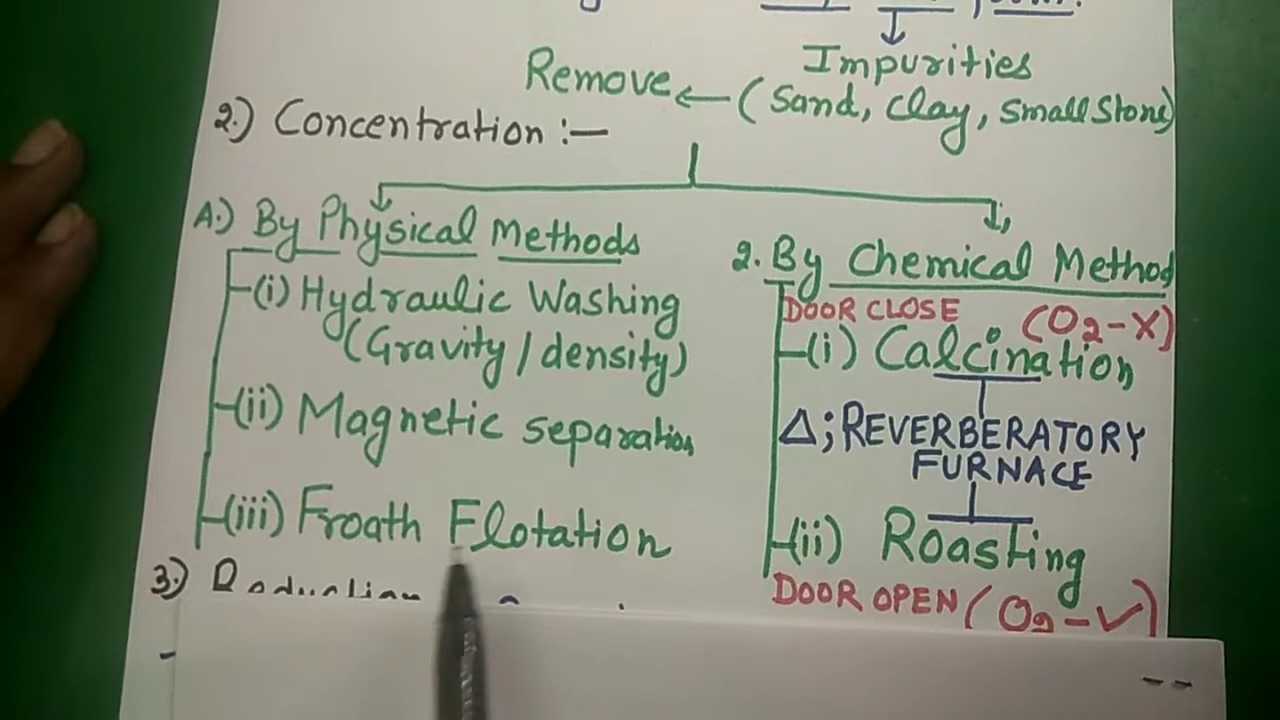 Impurities
Remove ← (Sand, Clay, Small Stone)
2.) Concentration :—
A.) By Physical Methods
(i) Hydraulic Washing
(Gravity / density)
(ii) Magnetic separation
(iii) Froath Flotation
2. By Chemical Method
DOOR CLOSE (O2-X)
(i) Calcination
Δ; REVERBERATORY
FURNACE
(ii) Roasting
DOOR OPEN (O2-✓)
3.)